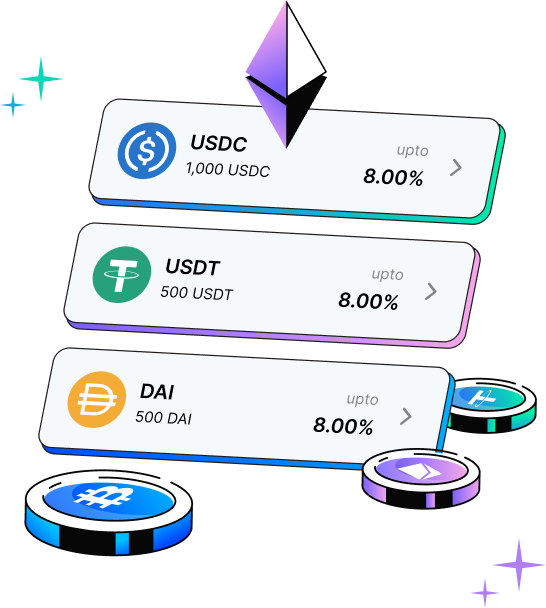 USDC
1,000 USDC
upto
8.00%
USDT
500 USDT
upto
8.00%
DAI
500 DAI
upto
8.00%